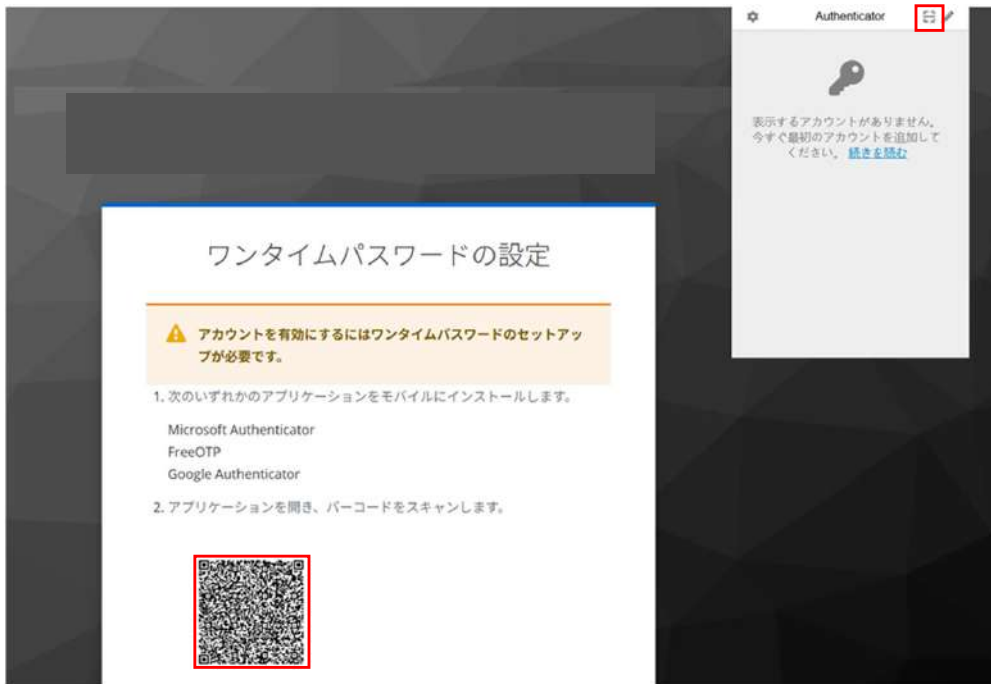 Authenticator
表示するアカウントがありません。
今すぐ最初のアカウントを追加して
ください。 続きを読む
ワンタイムパスワードの設定
アカウントを有効にするにはワンタイムパスワードのセットアッ
プが必要です。
1. 次のいずれかのアプリケーションをモバイルにインストールします。
Microsoft Authenticator
FreeOTP
Google Authenticator
2. アプリケーションを開き、バーコードをスキャンします。